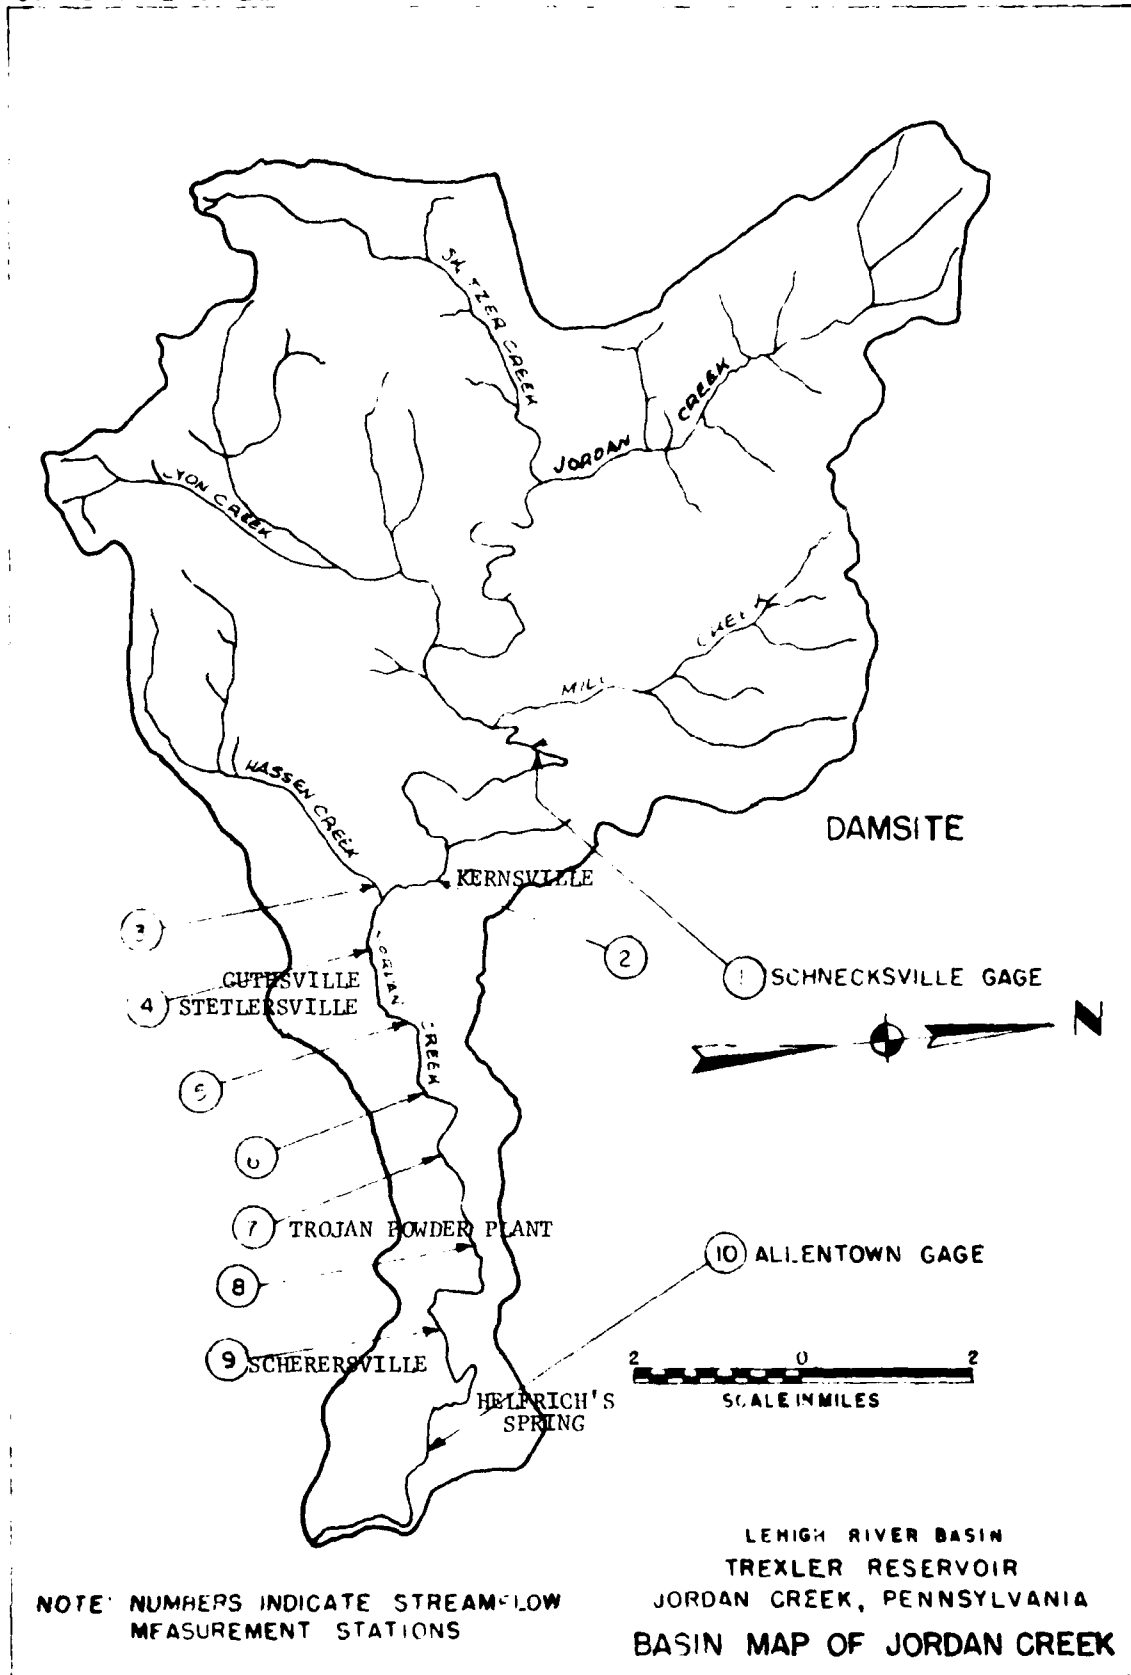 SWITZER CREEK
JORDAN CREEK
LYON CREEK
MILL CREEK
HASSEN CREEK
DAMSITE
KERNSVILLE
3
2
1 SCHNECKSVILLE GAGE
GUTHSVILLE
4 STETLERSVILLE
JORDAN CREEK
N
5
6
7 TROJAN POWDER PLANT
10 ALLENTOWN GAGE
8
9 SCHERERSVILLE
2 0 2
SCALE IN MILES
HELFRICH'S
SPRING
LEHIGH RIVER BASIN
TREXLER RESERVOIR
JORDAN CREEK, PENNSYLVANIA
BASIN MAP OF JORDAN CREEK
NOTE: NUMBERS INDICATE STREAMFLOW
MEASUREMENT STATIONS